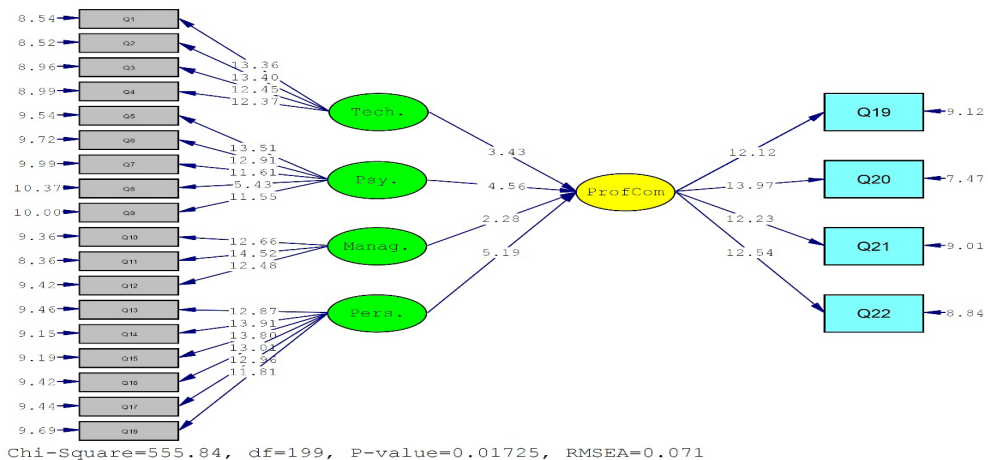 8.54 Q1
8.52 Q2
8.96 Q3
8.99 Q4
9.54 Q5
9.72 Q6
9.99 Q7
10.37 Q8
10.00 Q9
9.36 Q10
8.36 Q11
9.42 Q12
9.46 Q13
9.15 Q14
9.19 Q15
9.42 Q16
9.44 Q17
9.69 Q18
13.36
13.40
12.45
12.37
13.51
12.91
11.61
5.43
11.55
12.66
14.52
12.48
12.87
13.91
13.80
13.01
12.96
11.81
Tech.
Psy.
Manag.
Pers.
3.43
4.56
2.28
5.19
ProfCom
12.12
13.97
12.23
12.54
Q19 9.12
Q20 7.47
Q21 9.01
Q22 8.84
Chi-Square=555.84, df=199, P-value=0.01725, RMSEA=0.071